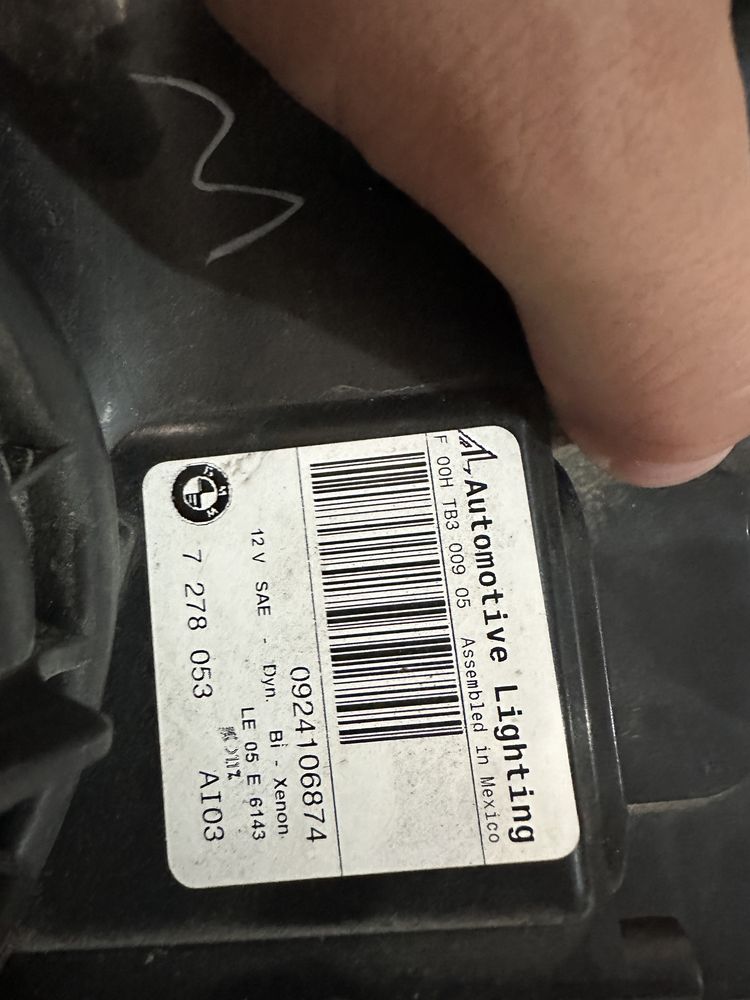 Automotive Lighting
F 00H TB3 009 05 Assembled in Mexico
0924106874
12 V SAE - Dyn. Bi - Xenon
LE 05 E 6143
BMW
7 278 053 AI03